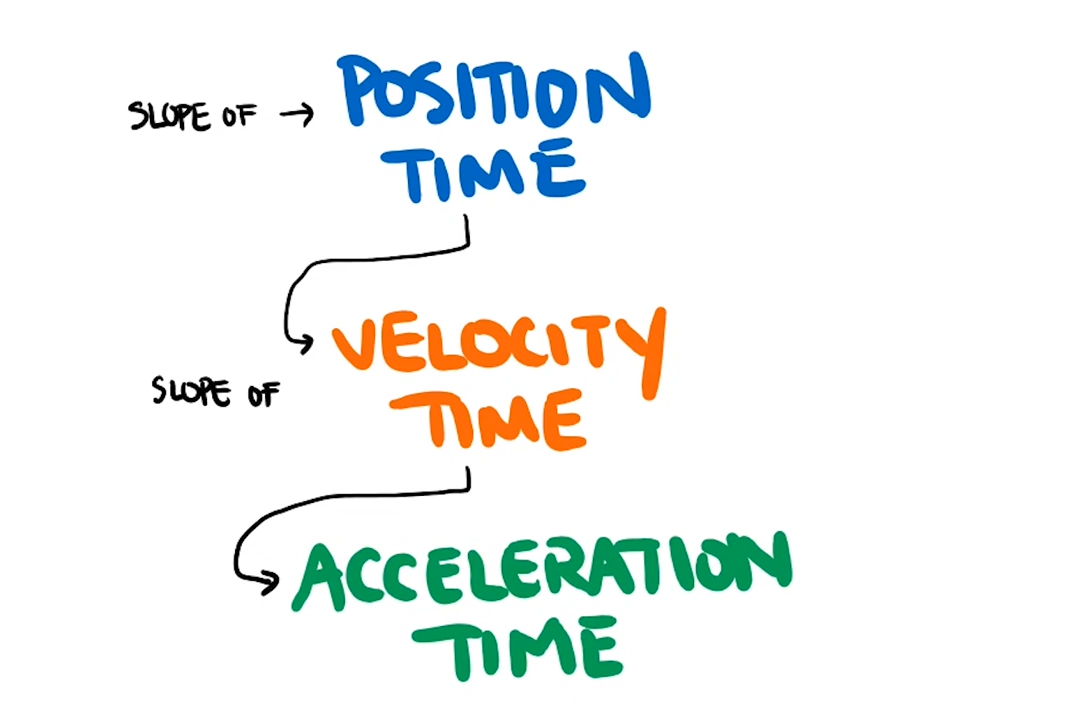 SLOPE OF → POSITION
TIME
VELOCITY
SLOPE OF
TIME
ACCELERATION
TIME